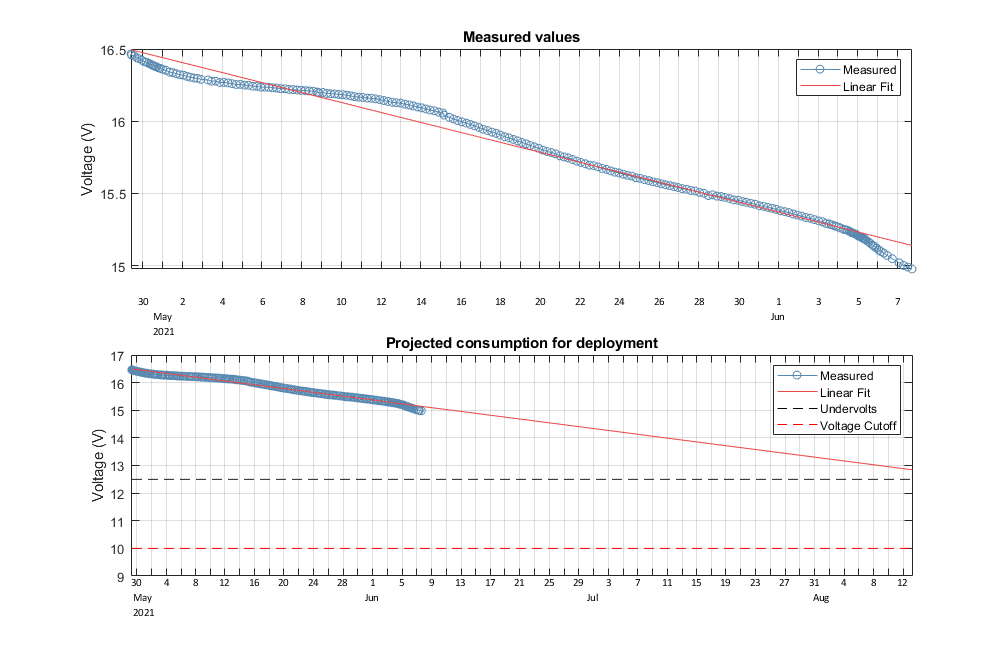 Measured values
16.5
16
15.5
15
Voltage (V)
Measured
Linear Fit
30 2 4 6 8 10 12 14 16 18 20 22 24 26 28 30 1 3 5 7
May Jun
2021
Projected consumption for deployment
17
16
15
14
13
12
11
10
9
Voltage (V)
Measured
Linear Fit
Undervolts
Voltage Cutoff
30 4 8 12 16 20 24 28 1 5 9 13 17 21 25 29 3 7 11 15 19 23 27 31 4 8 12
May Jun Jul Aug
2021